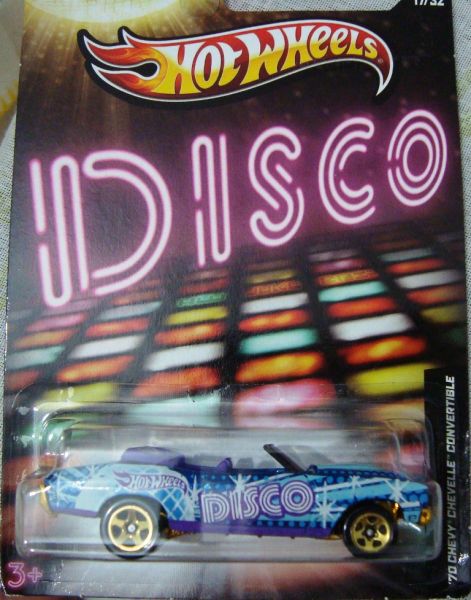 17/32
HOT WHEELS
DISCO
'70 CHEVY CHEVELLE CONVERTIBLE
HOT WHEELS
DISCO
3+